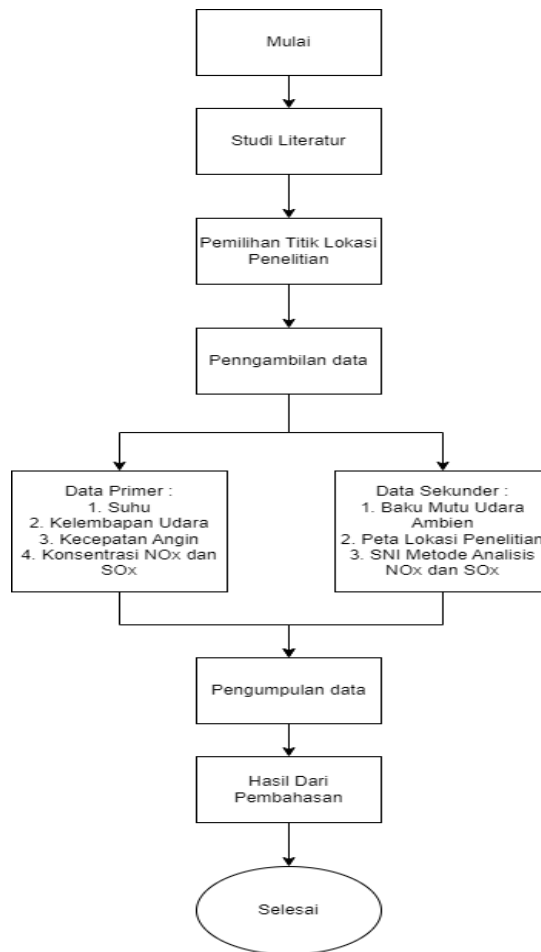 Mulai
Studi Literatur
Pemilihan Titik Lokasi
Penelitian
Penngambilan data
Data Primer :
1. Suhu
2. Kelembapan Udara
3. Kecepatan Angin
4. Konsentrasi NOx dan
SOx
Data Sekunder :
1. Baku Mutu Udara
Ambien
2. Peta Lokasi Penelitian
3. SNI Metode Analisis
NOx dan SOx
Pengumpulan data
Hasil Dari
Pembahasan
Selesai